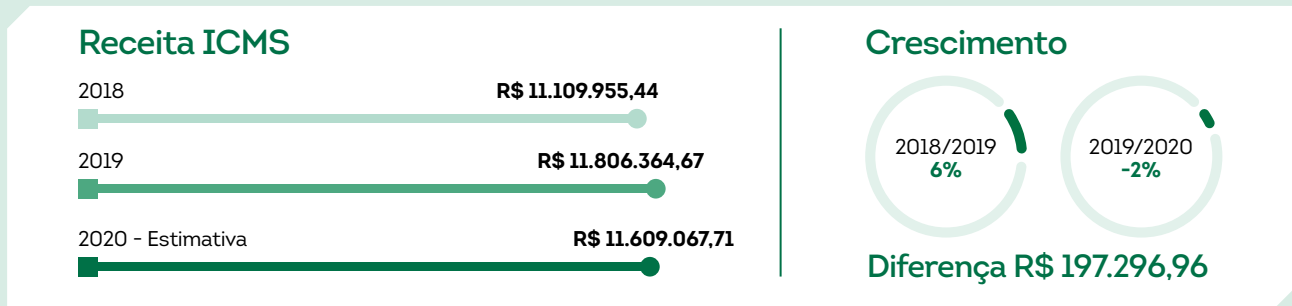 Receita ICMS
2018 R$ 11.109.955,44
2019 R$ 11.806.364,67
2020 - Estimativa R$ 11.609.067,71
Crescimento
2018/2019
6%
2019/2020
-2%
Diferença R$ 197.296,96